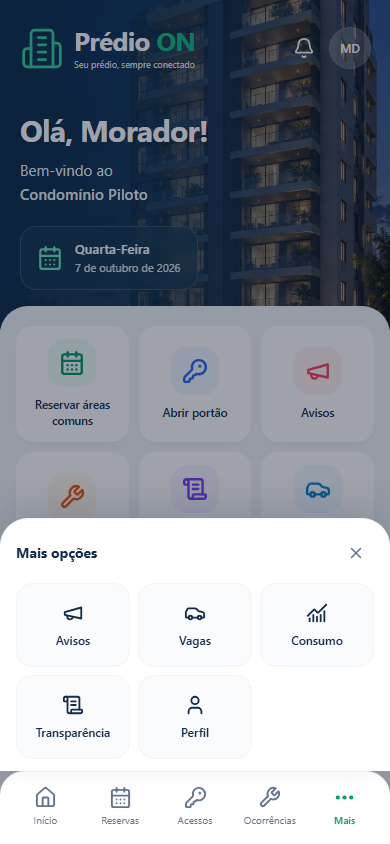 Prédio ON
Seu prédio, sempre conectado
MD
Olá, Morador!
Bem-vindo ao
Condomínio Piloto
Quarta-Feira
7 de outubro de 2026
Reservar áreas
comuns
Abrir portão
Avisos
Mais opções
Avisos
Vagas
Consumo
Transparência
Perfil
Início
Reservas
Acessos
Ocorrências
Mais